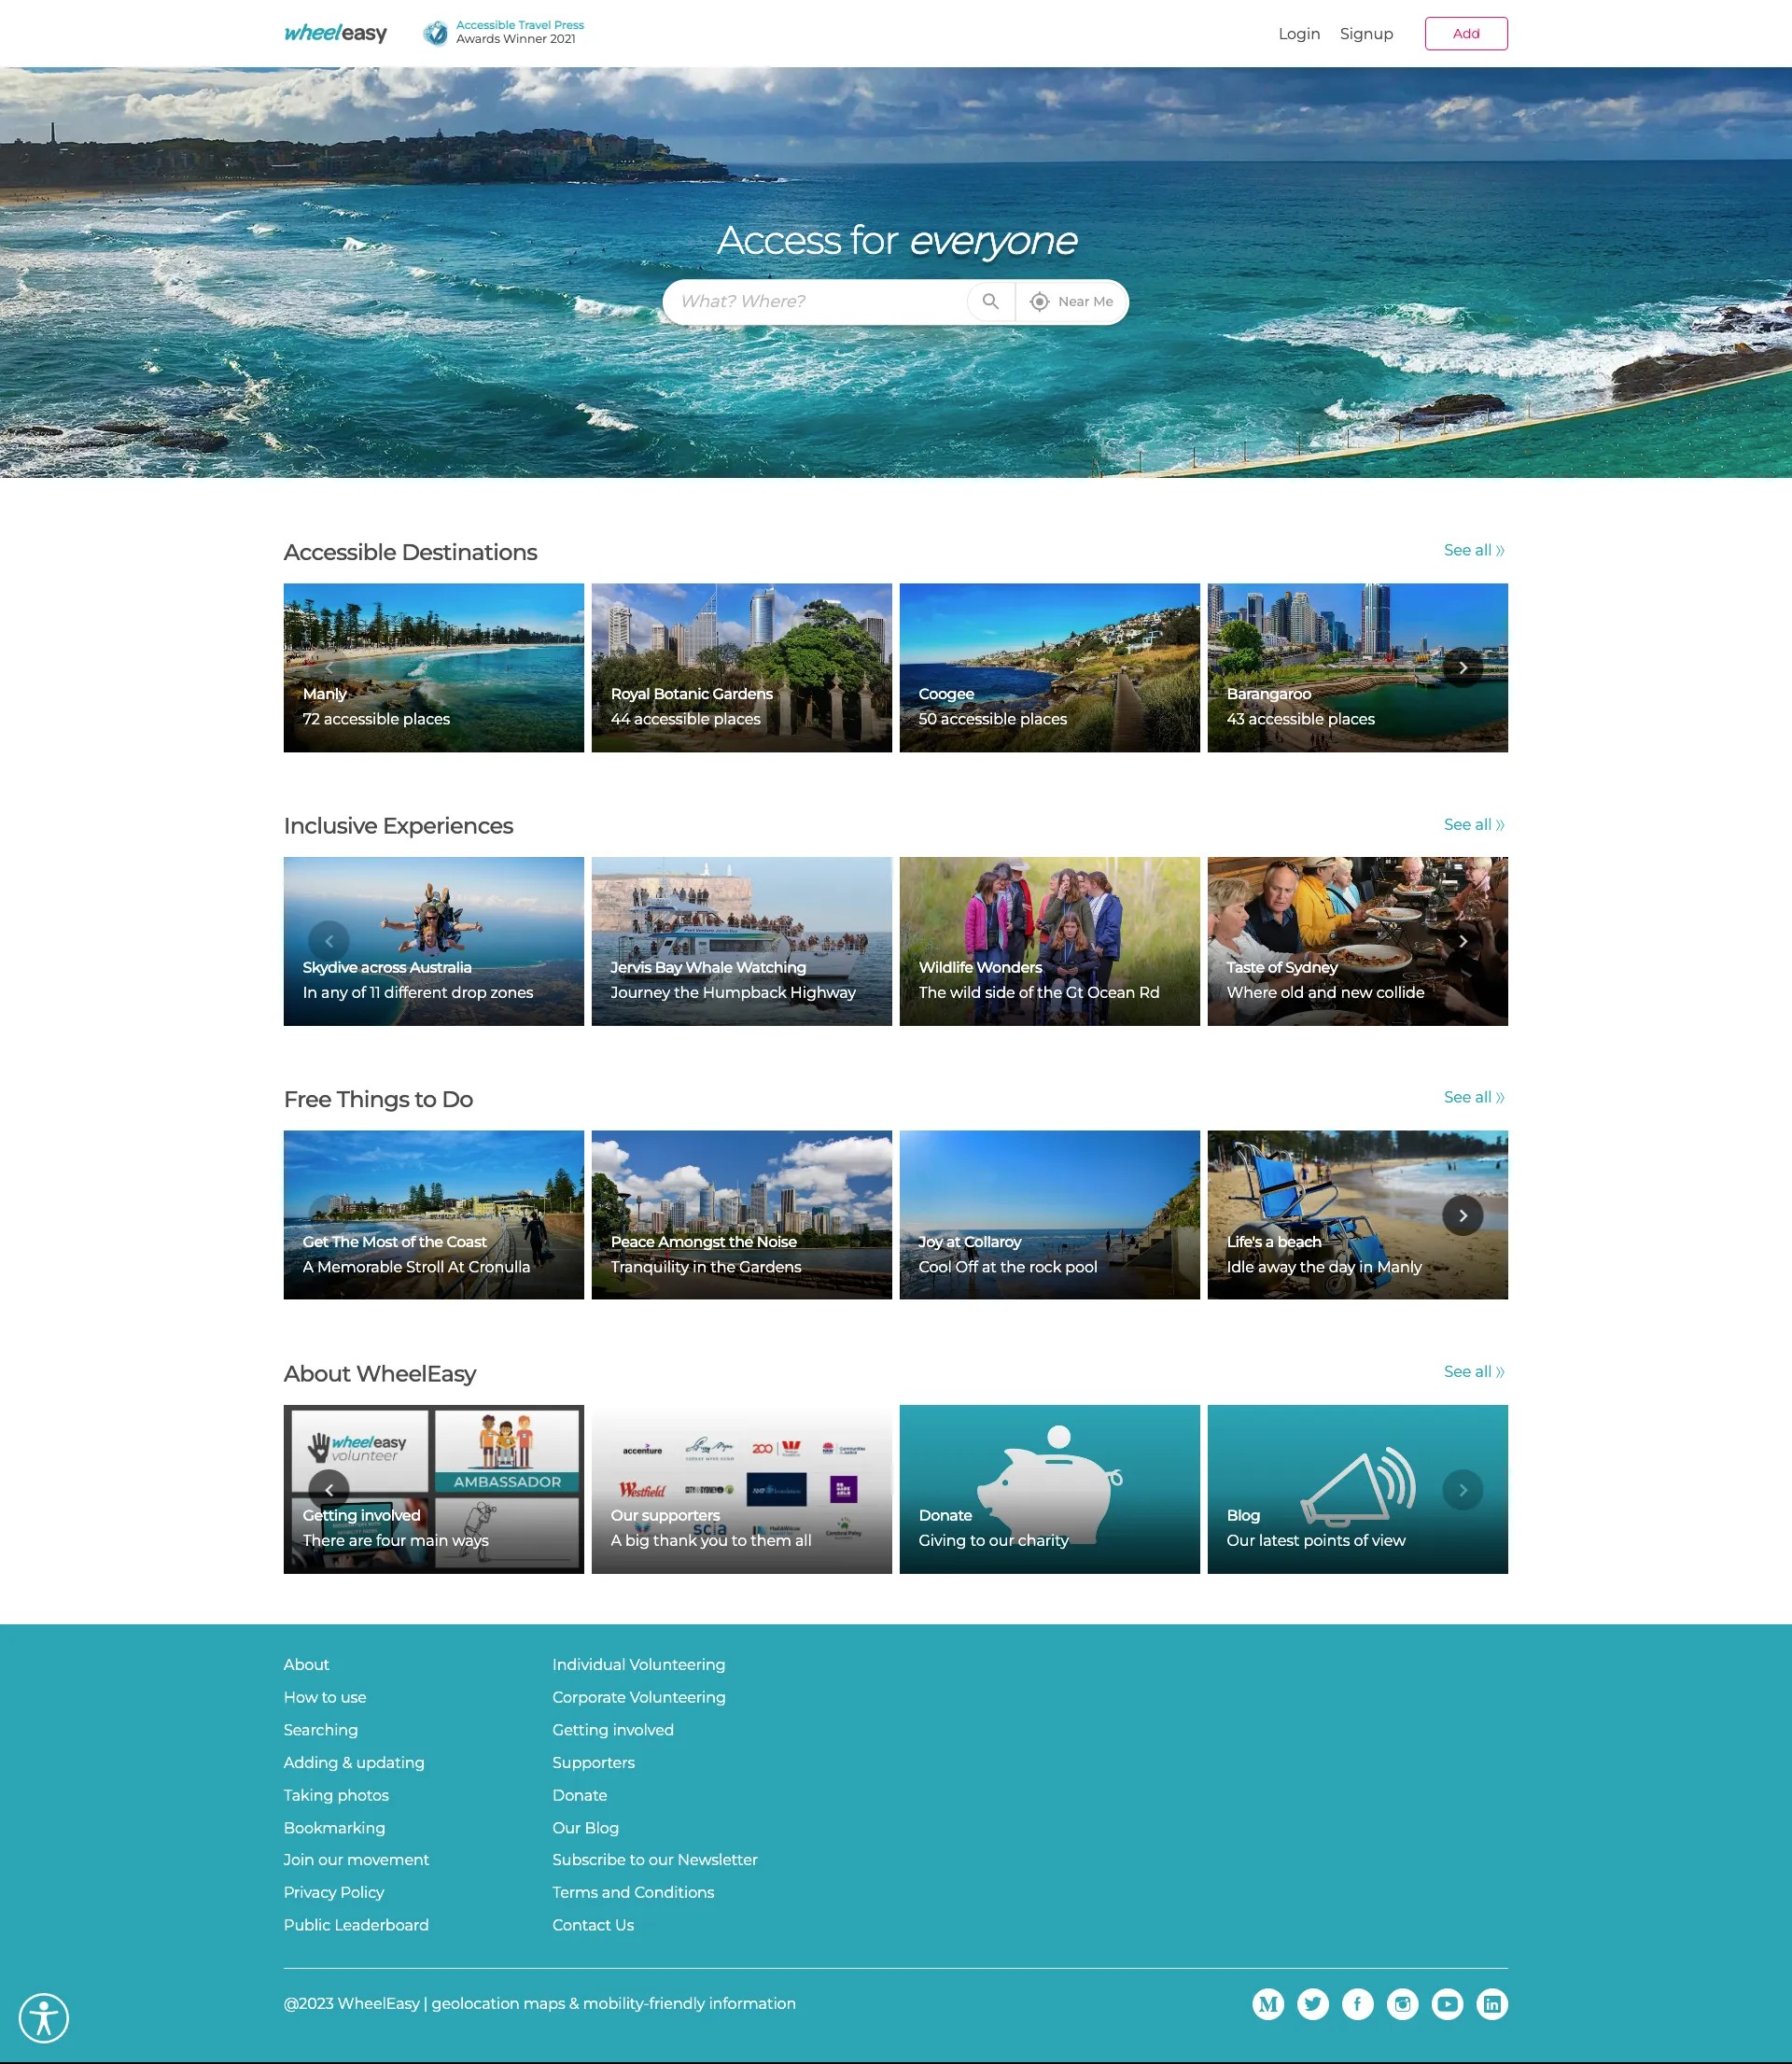 wheeleasy
Accessible Travel Press
Awards Winner 2021
Login
Signup
Add
Access for everyone
What? Where?
Near Me
Accessible Destinations
See all
Manly
72 accessible places
Royal Botanic Gardens
44 accessible places
Coogee
50 accessible places
Barangaroo
43 accessible places
Inclusive Experiences
See all
Skydive across Australia
In any of 11 different drop zones
Jervis Bay Whale Watching
Journey the Humpback Highway
Wildlife Wonders
The wild side of the Gt Ocean Rd
Taste of Sydney
Where old and new collide
Free Things to Do
See all
Get The Most of the Coast
A Memorable Stroll At Cronulla
Peace Amongst the Noise
Tranquility in the Gardens
Joy at Collaroy
Cool Off at the rock pool
Life's a beach
Idle away the day in Manly
About WheelEasy
See all
wheeleasy
volunteer
AMBASSADOR
Getting involved
There are four main ways
accenture
200
Westfield
scia
Our supporters
A big thank you to them all
Donate
Giving to our charity
Blog
Our latest points of view
About
How to use
Searching
Adding & updating
Taking photos
Bookmarking
Join our movement
Privacy Policy
Public Leaderboard
Individual Volunteering
Corporate Volunteering
Getting involved
Supporters
Donate
Our Blog
Subscribe to our Newsletter
Terms and Conditions
Contact Us
@2023 WheelEasy | geolocation maps & mobility-friendly information